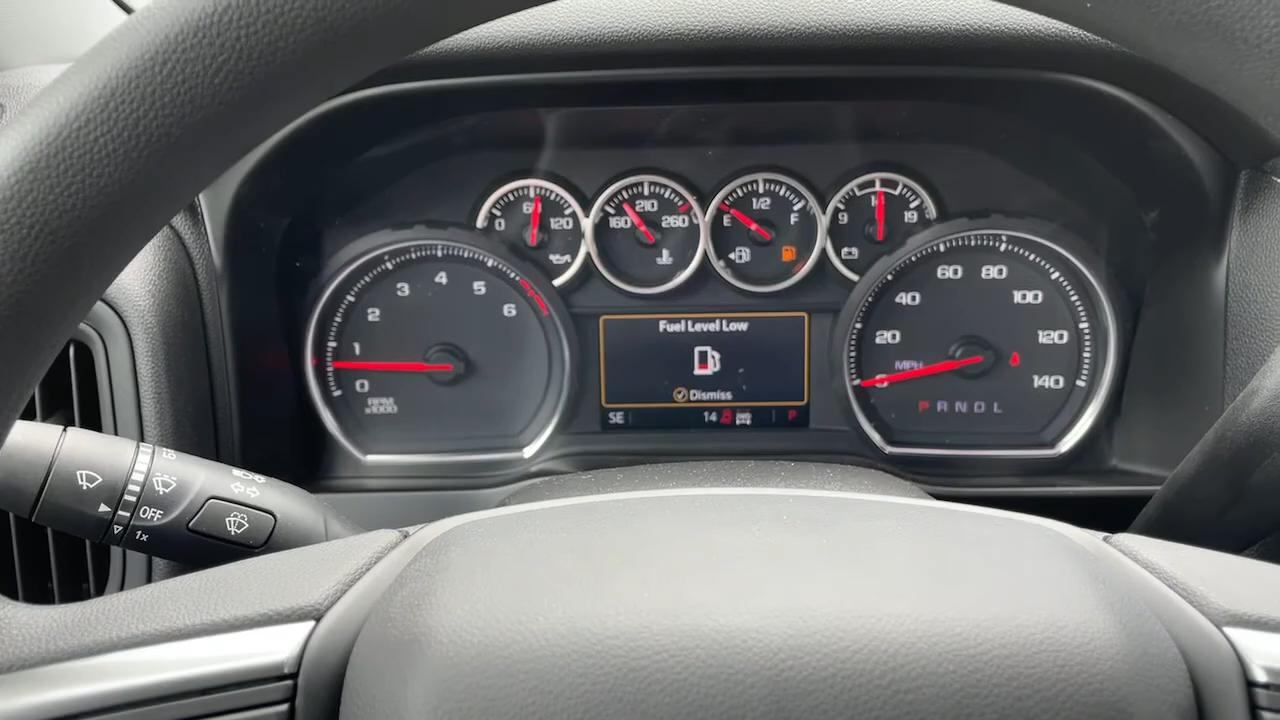 60
0 120
210
160 260
1/2
E F
9 19
4
3 5
2 6
1
0
RPM
x1000
Fuel Level Low
Dismiss
SE 14 P
60 80
40 100
20 120
MPH
0 140
P R N D L
OFF
1x